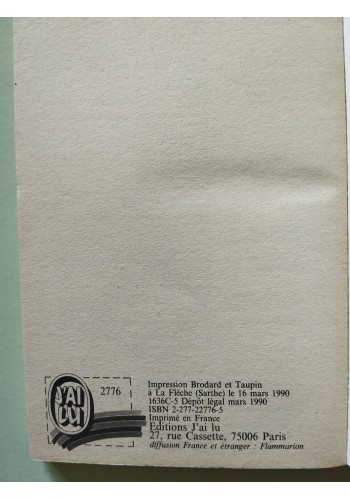 J'AI
LU
2776
Impression Brodard et Taupin
à La Flèche (Sarthe) le 16 mars 1990
1636C-5 Dépôt légal mars 1990
ISBN 2-277-22776-5
Imprimé en France
Editions J'ai lu
27, rue Cassette, 75006 Paris
diffusion France et étranger : Flammarion